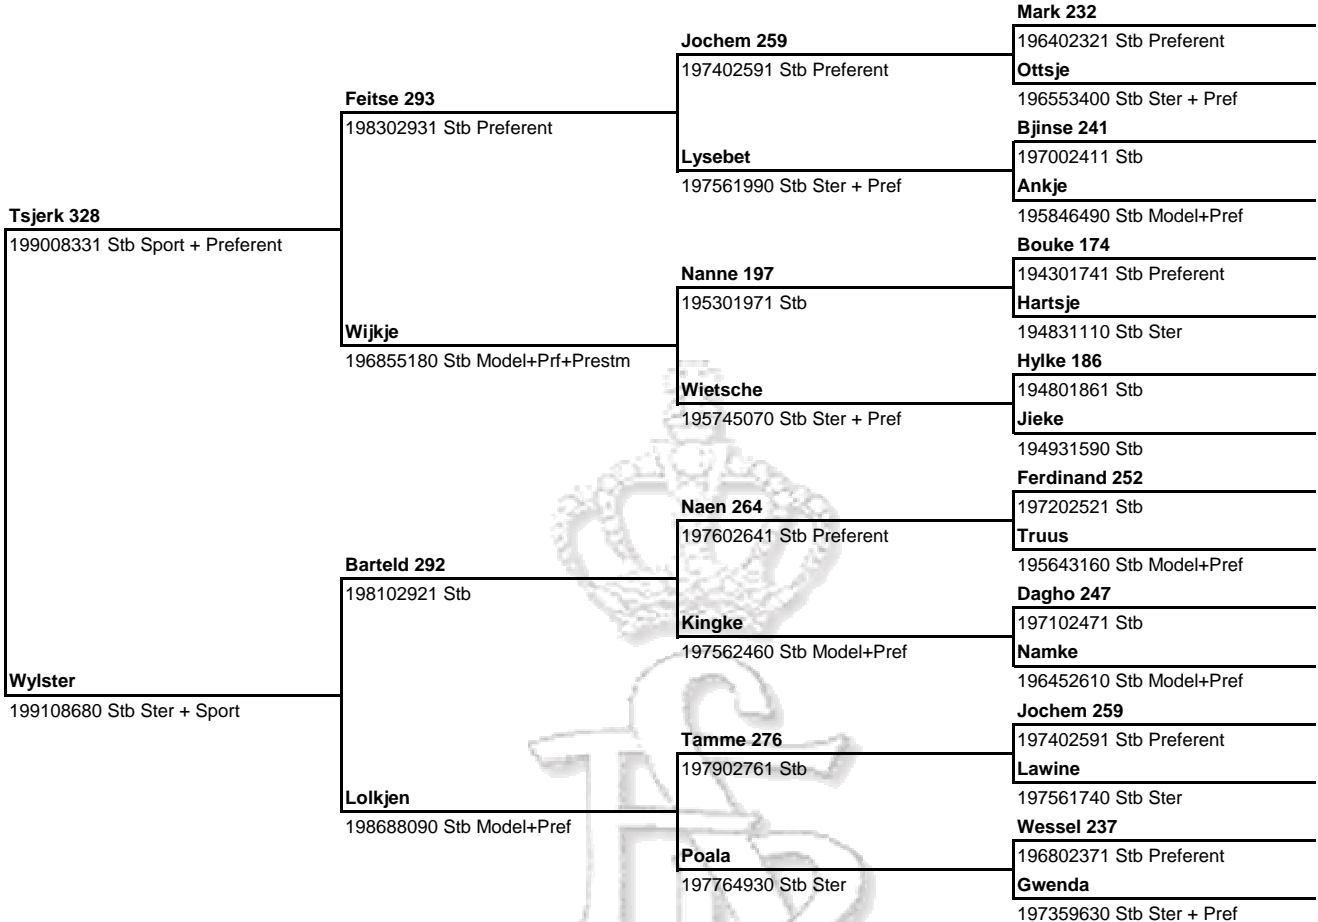 Mark 232
Jochem 259
196402321 Stb Preferent
197402591 Stb Preferent
Ottsje
Feitse 293
196553400 Stb Ster + Pref
198302931 Stb Preferent
Bjinse 241
Lysebet
197002411 Stb
197561990 Stb Ster + Pref
Ankje
Tsjerk 328
195846490 Stb Model+Pref
199008331 Stb Sport + Preferent
Bouke 174
Nanne 197
194301741 Stb Preferent
195301971 Stb
Hartsje
Wijkje
194831110 Stb Ster
196855180 Stb Model+Prf+Prestm
Hylke 186
Wietsche
194801861 Stb
195745070 Stb Ster + Pref
Jieke
194931590 Stb
Ferdinand 252
Naen 264
197202521 Stb
197602641 Stb Preferent
Truus
Barteld 292
195643160 Stb Model+Pref
198102921 Stb
Dagho 247
Kingke
197102471 Stb
197562460 Stb Model+Pref
Namke
Wylster
196452610 Stb Model+Pref
199108680 Stb Ster + Sport
Jochem 259
Tamme 276
197402591 Stb Preferent
197902761 Stb
Lawine
Lolkjen
197561740 Stb Ster
198688090 Stb Model+Pref
Wessel 237
Poala
196802371 Stb Preferent
197764930 Stb Ster
Gwenda
197359630 Stb Ster + Pref